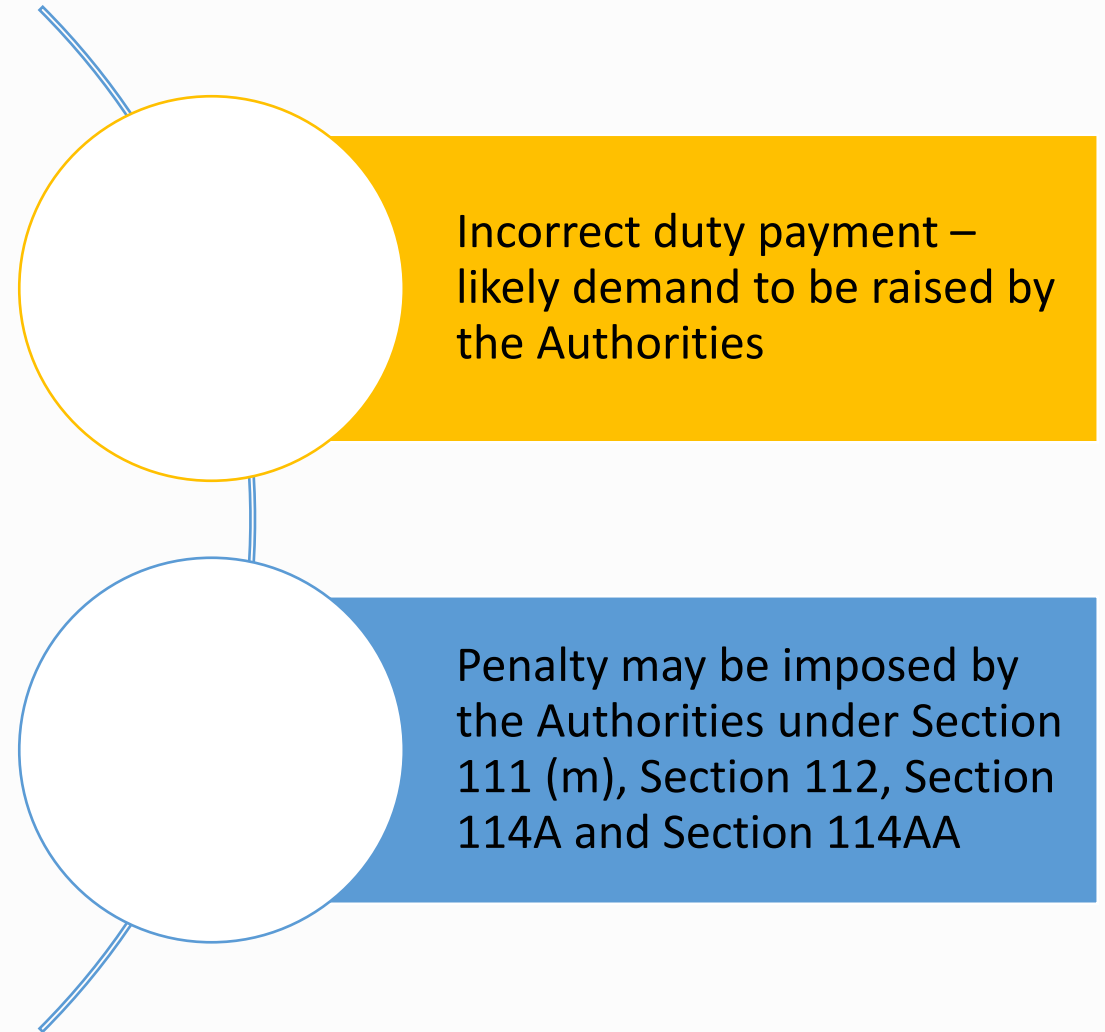 Incorrect duty payment –
likely demand to be raised by
the Authorities
Penalty may be imposed by
the Authorities under Section
111 (m), Section 112, Section
114A and Section 114AA